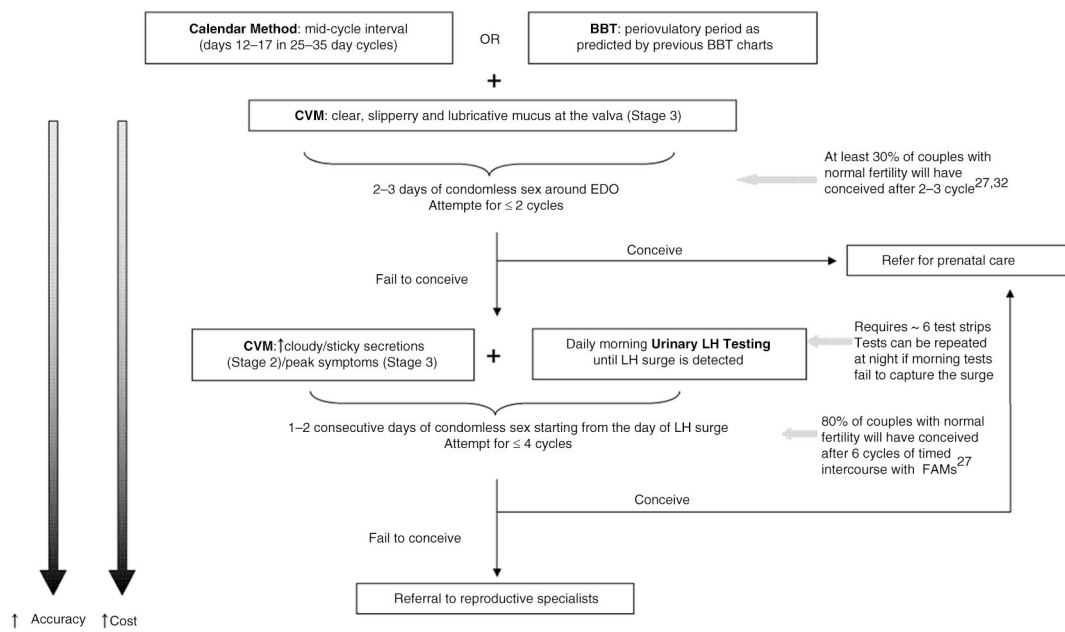 Calendar Method: mid-cycle interval
(days 12–17 in 25–35 day cycles)
OR
BBT: periovulatory period as
predicted by previous BBT charts
+
CVM: clear, slipperry and lubricative mucus at the valva (Stage 3)
At least 30% of couples with
normal fertility will have
conceived after 2–3 cycle27,32
2–3 days of condomless sex around EDO
Attempte for ≤ 2 cycles
Conceive
Refer for prenatal care
Fail to conceive
CVM:↑cloudy/sticky secretions
(Stage 2)/peak symptoms (Stage 3)
+
Daily morning Urinary LH Testing
until LH surge is detected
Requires ~ 6 test strips
Tests can be repeated
at night if morning tests
fail to capture the surge
1–2 consecutive days of condomless sex starting from the day of LH surge
Attempt for ≤ 4 cycles
80% of couples with normal
fertility will have conceived
after 6 cycles of timed
intercourse with FAMs27
Conceive
Fail to conceive
Referral to reproductive specialists
↑ Accuracy
↑Cost